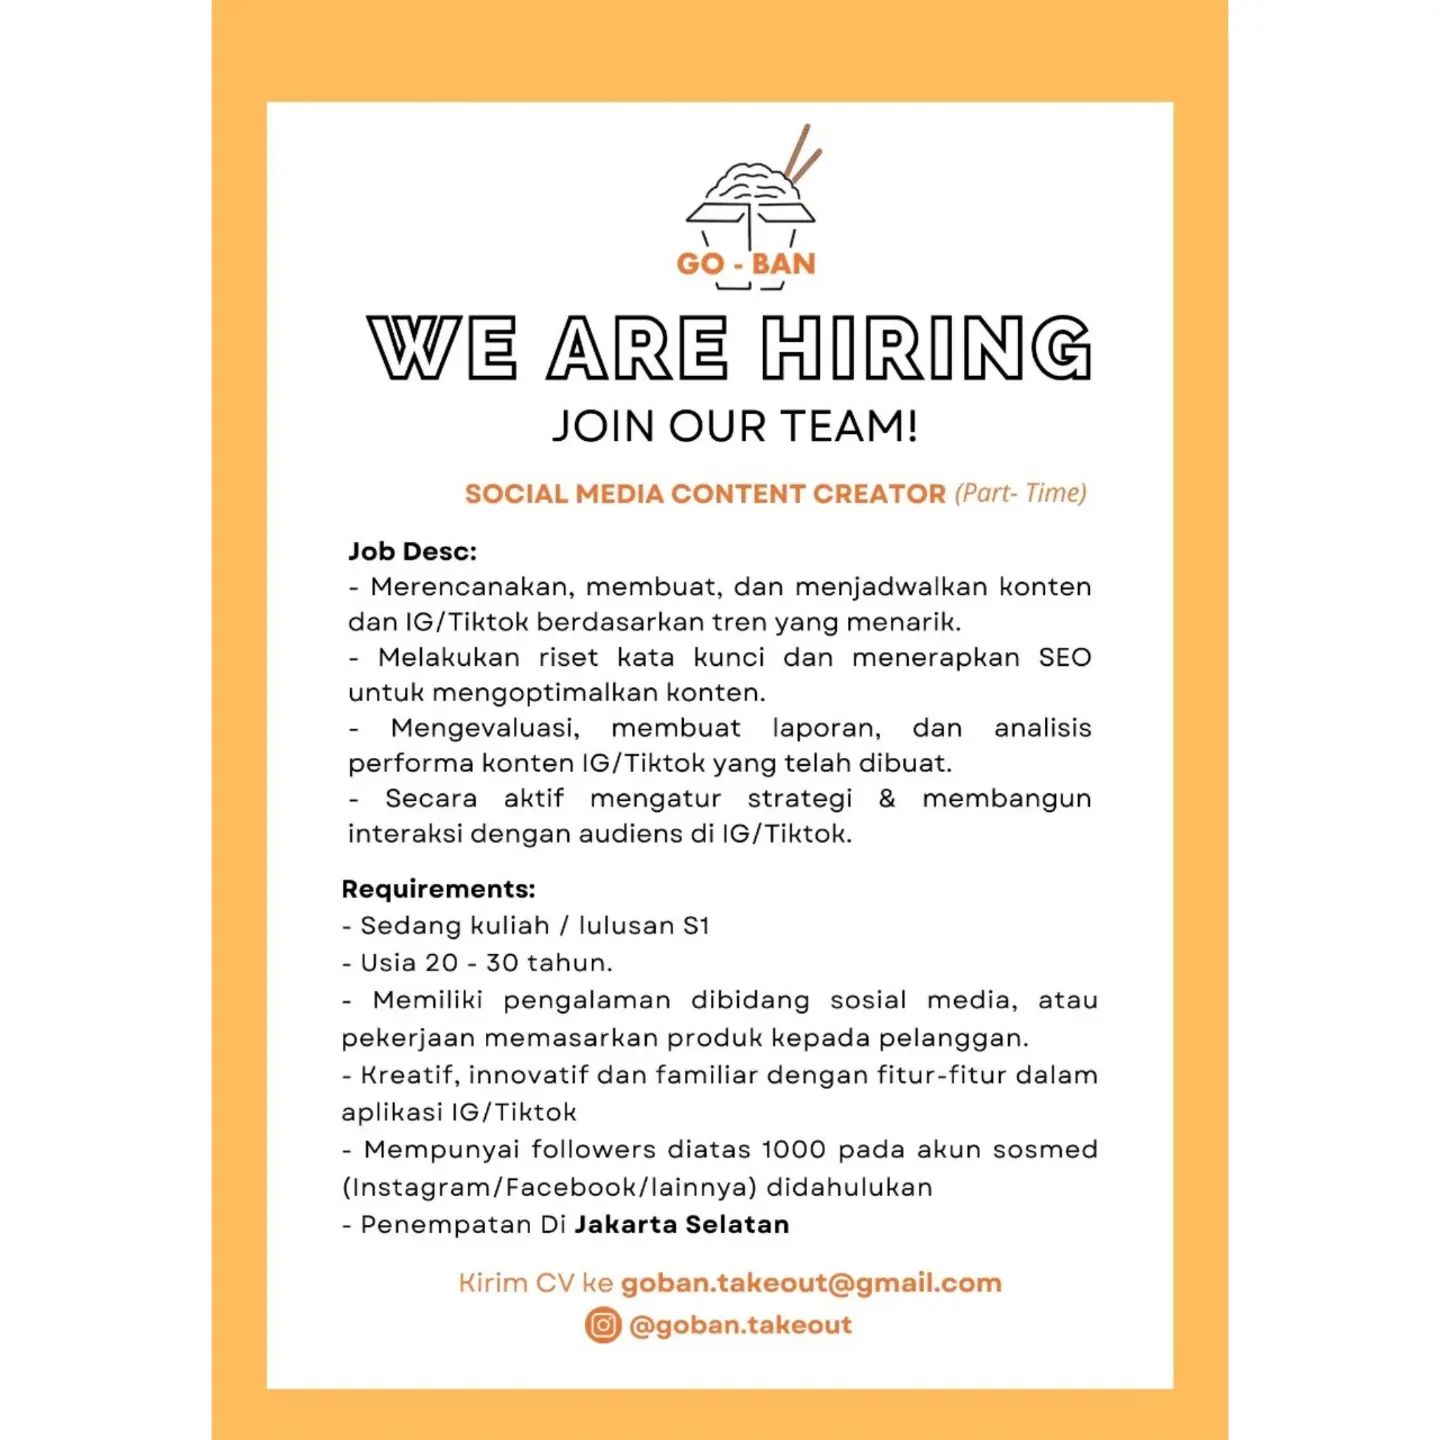 GO - BAN
WE ARE HIRING
JOIN OUR TEAM!
SOCIAL MEDIA CONTENT CREATOR (Part- Time)
Job Desc:
- Merencanakan, membuat, dan menjadwalkan konten
dan IG/Tiktok berdasarkan tren yang menarik.
- Melakukan riset kata kunci dan menerapkan SEO
untuk mengoptimalkan konten.
- Mengevaluasi, membuat laporan, dan analisis
performa konten IG/Tiktok yang telah dibuat.
- Secara aktif mengatur strategi & membangun
interaksi dengan audiens di IG/Tiktok.
Requirements:
- Sedang kuliah / lulusan S1
- Usia 20 - 30 tahun.
- Memiliki pengalaman dibidang sosial media, atau
pekerjaan memasarkan produk kepada pelanggan.
- Kreatif, innovatif dan familiar dengan fitur-fitur dalam
aplikasi IG/Tiktok
- Mempunyai followers diatas 1000 pada akun sosmed
(Instagram/Facebook/lainnya) didahulukan
- Penempatan Di Jakarta Selatan
Kirim CV ke goban.takeout@gmail.com
@goban.takeout